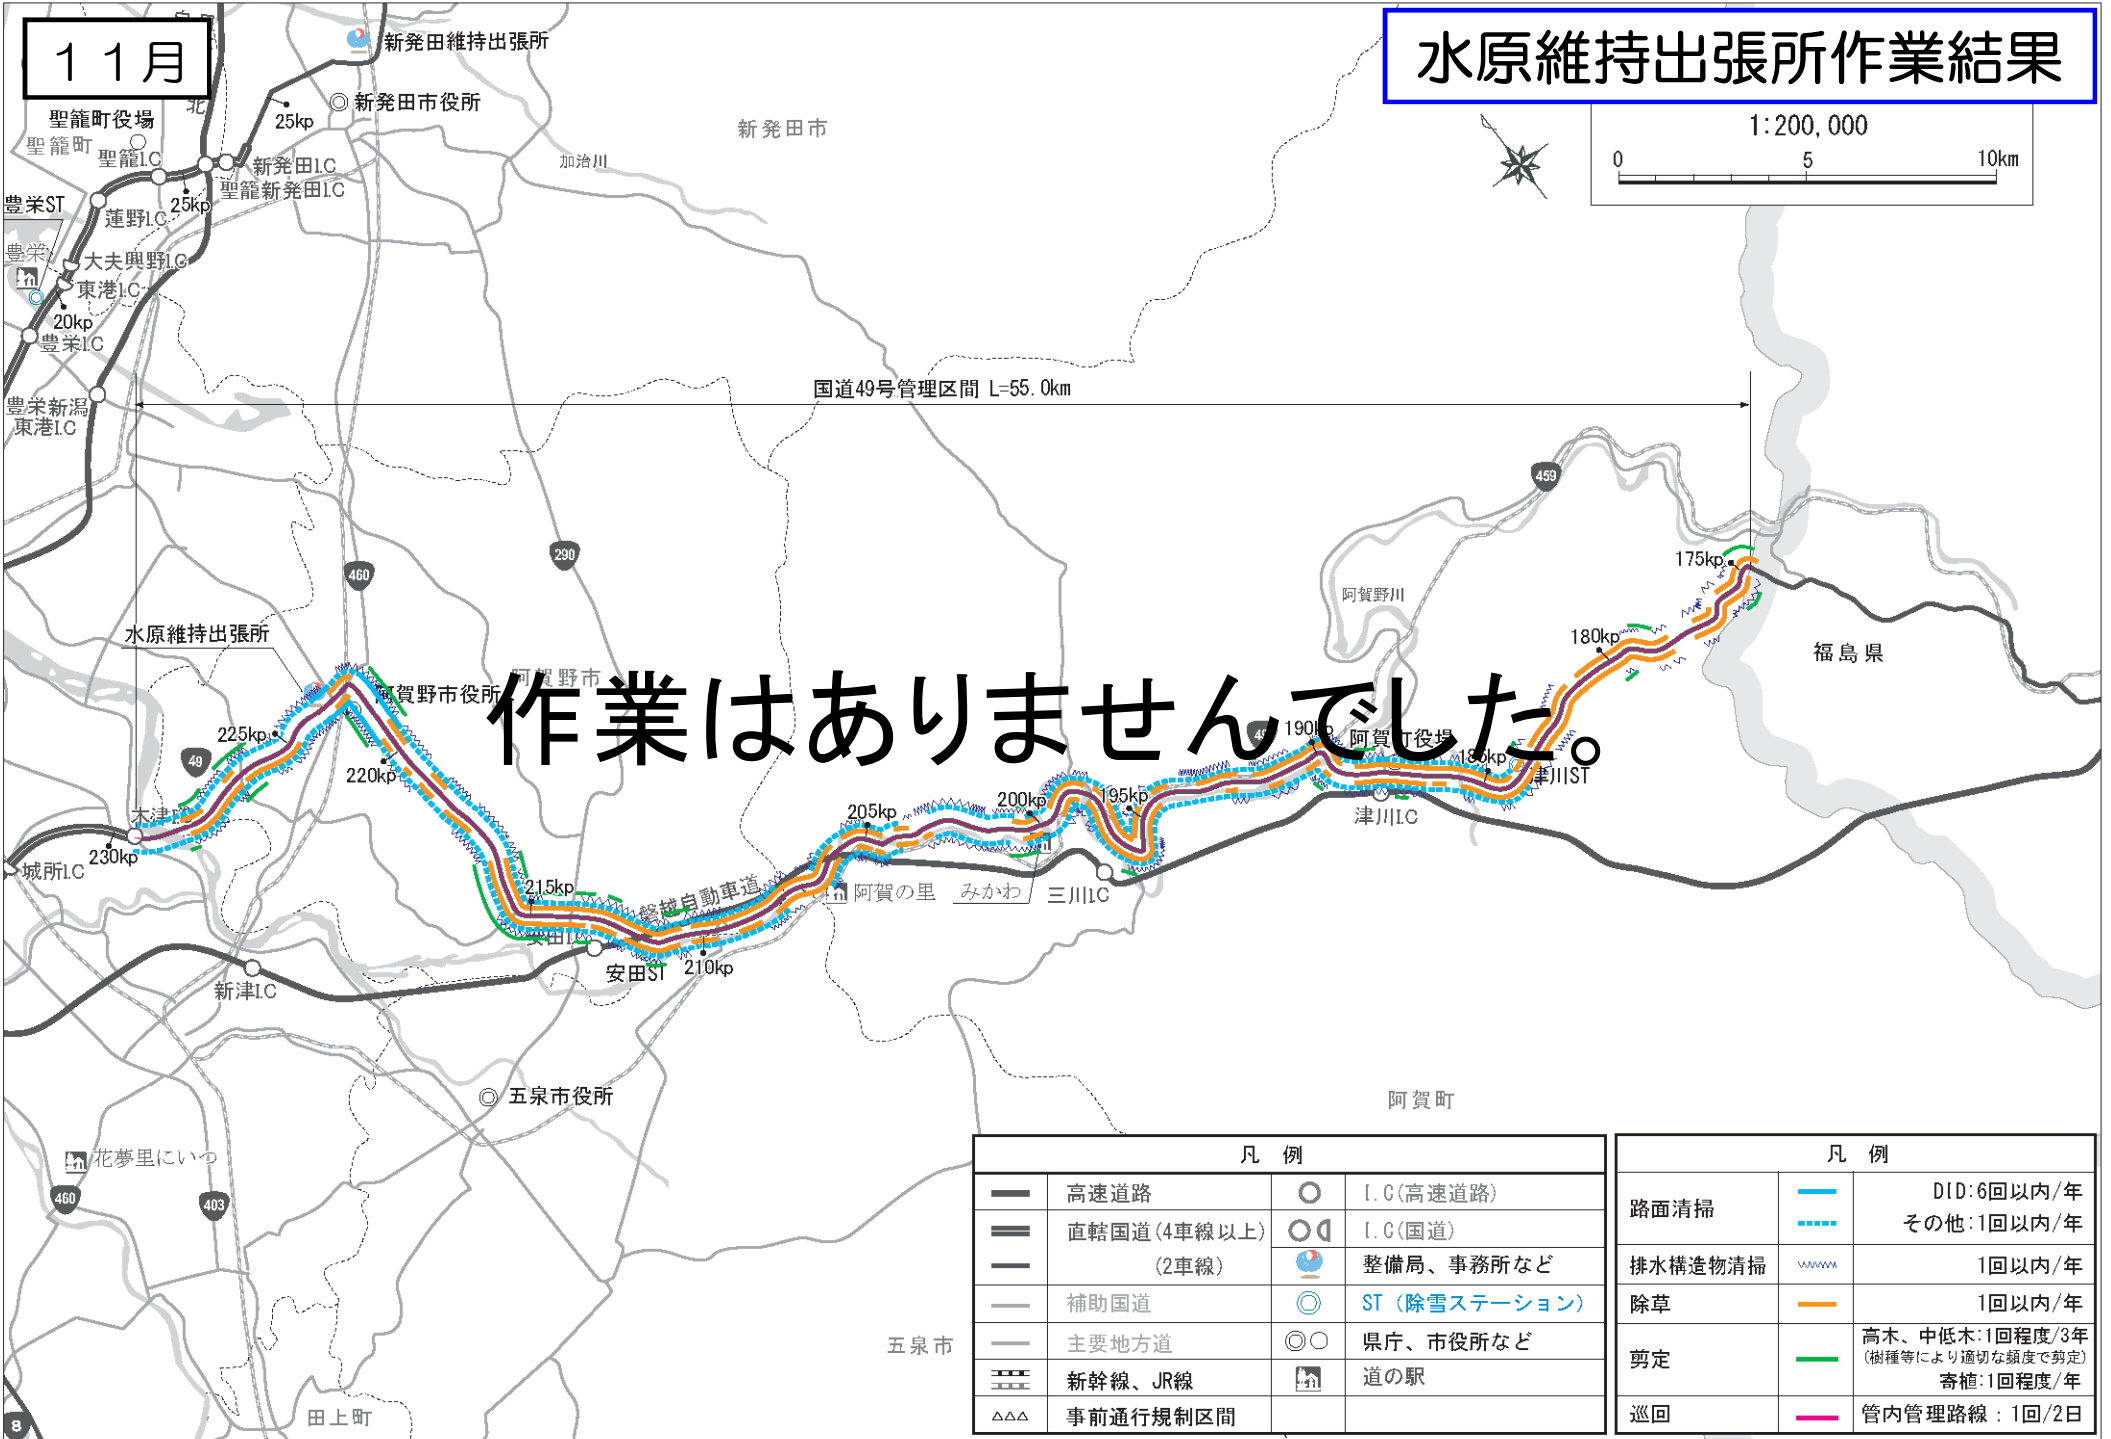 11月
水原維持出張所作業結果
1:200,000
0 5 10km
新発田維持出張所
新発田市役所
25kp
聖籠町役場
聖籠町
聖籠I.C
新発田I.C
聖籠新発田I.C
25kp
豊栄ST
蓮野I.C
豊栄
大夫興野I.C
東港I.C
20kp
豊栄I.C
豊栄新潟
東港I.C
新発田市
加治川
国道49号管理区間 L=55.0km
459
290
460
175kp
阿賀野川
180kp
福島県
水原維持出張所
阿賀野市
阿賀野市役所
作業はありませんでした。
225kp
49
220kp
190kp
阿賀町役場
185kp
津川ST
木津I.C
230kp
城所I.C
205kp
200kp
195kp
津川I.C
215kp
磐越自動車道
阿賀の里
みかわ
三川I.C
安田I.C
安田ST
210kp
新津I.C
五泉市役所
阿賀町
花夢里にいつ
460
403
五泉市
田上町
8
凡 例
高速道路 I.C(高速道路)
直轄国道(4車線以上) I.C(国道)
(2車線) 整備局、事務所など
補助国道 ST（除雪ステーション）
主要地方道 県庁、市役所など
新幹線、JR線 道の駅
事前通行規制区間
凡 例
路面清掃 DID:6回以内/年
その他:1回以内/年
排水構造物清掃 1回以内/年
除草 1回以内/年
剪定 高木、中低木:1回程度/3年
(樹種等により適切な頻度で剪定)
寄植:1回程度/年
巡回 管内管理路線：1回/2日